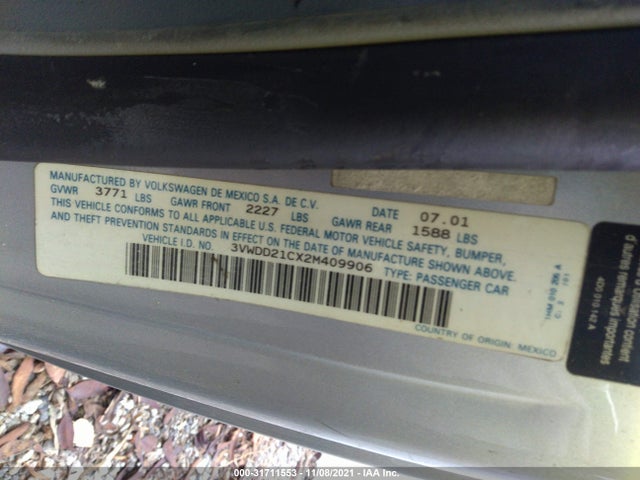 MANUFACTURED BY VOLKSWAGEN DE MEXICO S.A. DE C.V. DATE 07.01
GVWR 3771 LBS GAWR FRONT 2227 LBS GAWR REAR 1588 LBS
THIS VEHICLE CONFORMS TO ALL APPLICABLE U.S. FEDERAL MOTOR VEHICLE SAFETY, BUMPER,
AND THEFT PREVENTION STANDARDS IN EFFECT ON THE DATE OF MANUFACTURE SHOWN ABOVE.
VEHICLE I.D. NO. 3VWDD21CX2M409906 TYPE: PASSENGER CAR
COUNTRY OF ORIGIN: MEXICO
1HM 010 206 A
000-31711553 - 11/08/2021 - IAA Inc.